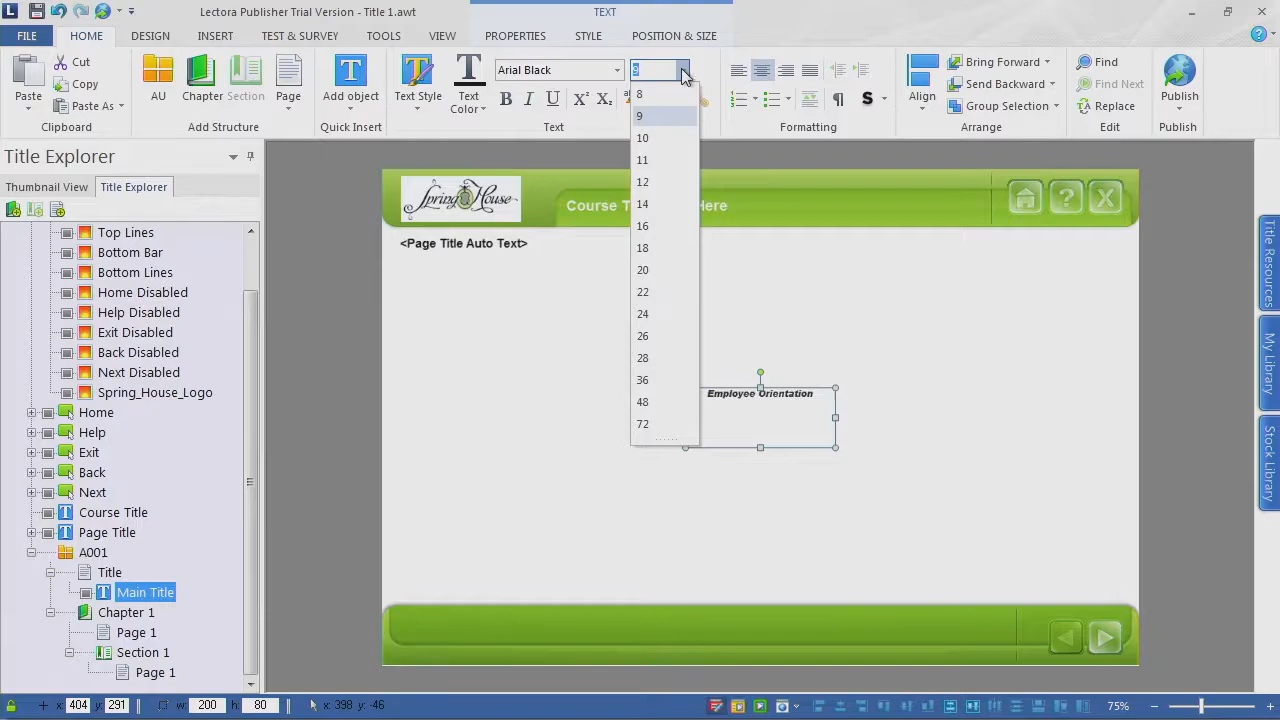 Lectora Publisher Trial Version - Title 1.awt
TEXT
FILE
HOME
DESIGN
INSERT
TEST & SURVEY
TOOLS
VIEW
PROPERTIES
STYLE
POSITION & SIZE
Paste
Cut
Copy
Paste As
Clipboard
AU
Chapter
Section
Page
Add Structure
Add object
Quick Insert
Text Style
Text Color
Arial Black
9
B I U X² X₂
Text
Formatting
Align
Bring Forward
Send Backward
Group Selection
Arrange
Find
Replace
Edit
Publish
Publish
8
9
10
11
12
14
16
18
20
22
24
26
28
36
48
72
Title Explorer
Thumbnail View
Title Explorer
Top Lines
Bottom Bar
Bottom Lines
Home Disabled
Help Disabled
Exit Disabled
Back Disabled
Next Disabled
Spring_House_Logo
Home
Help
Exit
Back
Next
Course Title
Page Title
A001
Title
Main Title
Chapter 1
Page 1
Section 1
Page 1
Spring House
Course T
Here
<Page Title Auto Text>
Employee Orientation
Title Resources
My Library
Stock Library
x: 404 y: 291 w: 200 h: 80 x: 398 y: -46
75%